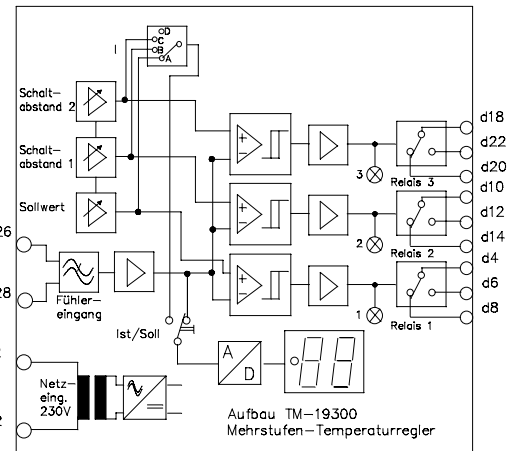 D
C
B
A
I
Schalt-
abstand 2
Schalt-
abstand 1
Sollwert
+
-
+
-
+
-
3
Relais 3
2
Relais 2
1
Relais 1
d18
d22
d20
d10
d12
d14
d4
d6
d8
26
28
Fühler-
eingang
Ist/Soll
A
D
Netz-
eing.
230V
2
Aufbau TM-19300
Mehrstufen-Temperaturregler